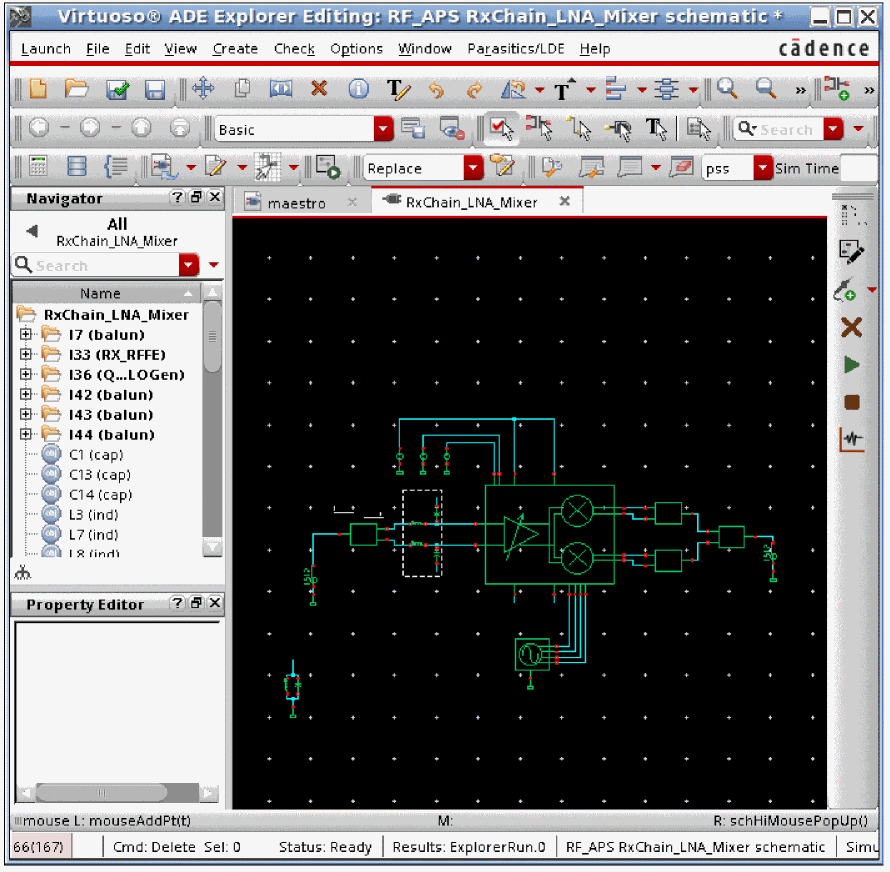 Virtuoso® ADE Explorer Editing: RF_APS RxChain_LNA_Mixer schematic *
Launch File Edit View Create Check Options Window Parasitics/LDE Help cādence
Basic Search
Replace pss Sim Time
Navigator
maestro RxChain_LNA_Mixer
All
RxChain_LNA_Mixer
Search
Name
RxChain_LNA_Mixer
I7 (balun)
I33 (RX_RFFE)
I36 (Q...LOGen)
I42 (balun)
I43 (balun)
I44 (balun)
C1 (cap)
C13 (cap)
C14 (cap)
L3 (ind)
L7 (ind)
L8 (ind)
Property Editor
mouse L: mouseAddPt(t) M: R: schHiMousePopUp()
66(167) Cmd: Delete Sel: 0 Status: Ready Results: ExplorerRun.0 RF_APS RxChain_LNA_Mixer schematic Simu